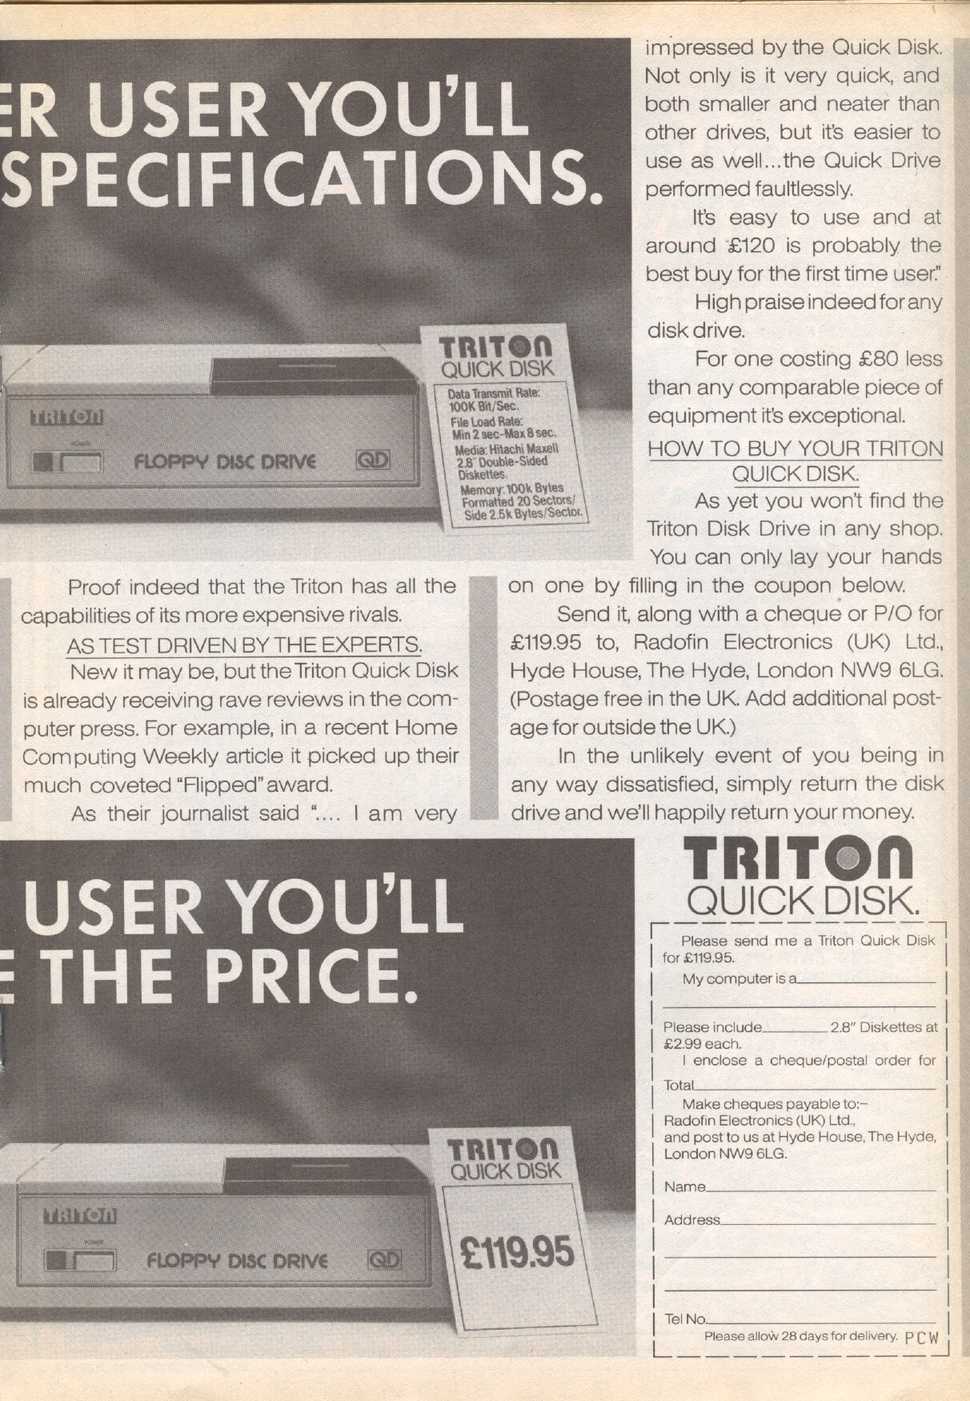 ER USER YOU'LL
SPECIFICATIONS.
TRITON
POWER
FLOPPY DISC DRIVE
QD
TRITON
QUICK DISK
Data Transmit Rate:
100K Bit/Sec.
File Load Rate:
Min 2 sec-Max 8 sec.
Media: Hitachi Maxell
2.8" Double-Sided
Diskettes.
Memory: 100k Bytes
Formatted 20 Sectors/
Side 2.5k Bytes/Sector.
Proof indeed that the Triton has all the
capabilities of its more expensive rivals.
AS TEST DRIVEN BY THE EXPERTS.
New it may be, but the Triton Quick Disk
is already receiving rave reviews in the com-
puter press. For example, in a recent Home
Computing Weekly article it picked up their
much coveted "Flipped" award.
As their journalist said ".... I am very
impressed by the Quick Disk.
Not only is it very quick, and
both smaller and neater than
other drives, but it's easier to
use as well...the Quick Drive
performed faultlessly.
It's easy to use and at
around £120 is probably the
best buy for the first time user."
High praise indeed for any
disk drive.
For one costing £80 less
than any comparable piece of
equipment it's exceptional.
HOW TO BUY YOUR TRITON
QUICK DISK.
As yet you won't find the
Triton Disk Drive in any shop.
You can only lay your hands
on one by filling in the coupon below.
Send it, along with a cheque or P/O for
£119.95 to, Radofin Electronics (UK) Ltd.,
Hyde House, The Hyde, London NW9 6LG.
(Postage free in the UK. Add additional post-
age for outside the UK.)
In the unlikely event of you being in
any way dissatisfied, simply return the disk
drive and we'll happily return your money.
USER YOU'LL
E THE PRICE.
TRITON
POWER
FLOPPY DISC DRIVE
QD
TRITON
QUICK DISK
£119.95
TRITON
QUICK DISK.
Please send me a Triton Quick Disk
for £119.95.
My computer is a
Please include 2.8" Diskettes at
£2.99 each.
I enclose a cheque/postal order for
Total
Make cheques payable to:–
Radofin Electronics (UK) Ltd.,
and post to us at Hyde House, The Hyde,
London NW9 6LG.
Name
Address
Tel No.
Please allow 28 days for delivery. PCW